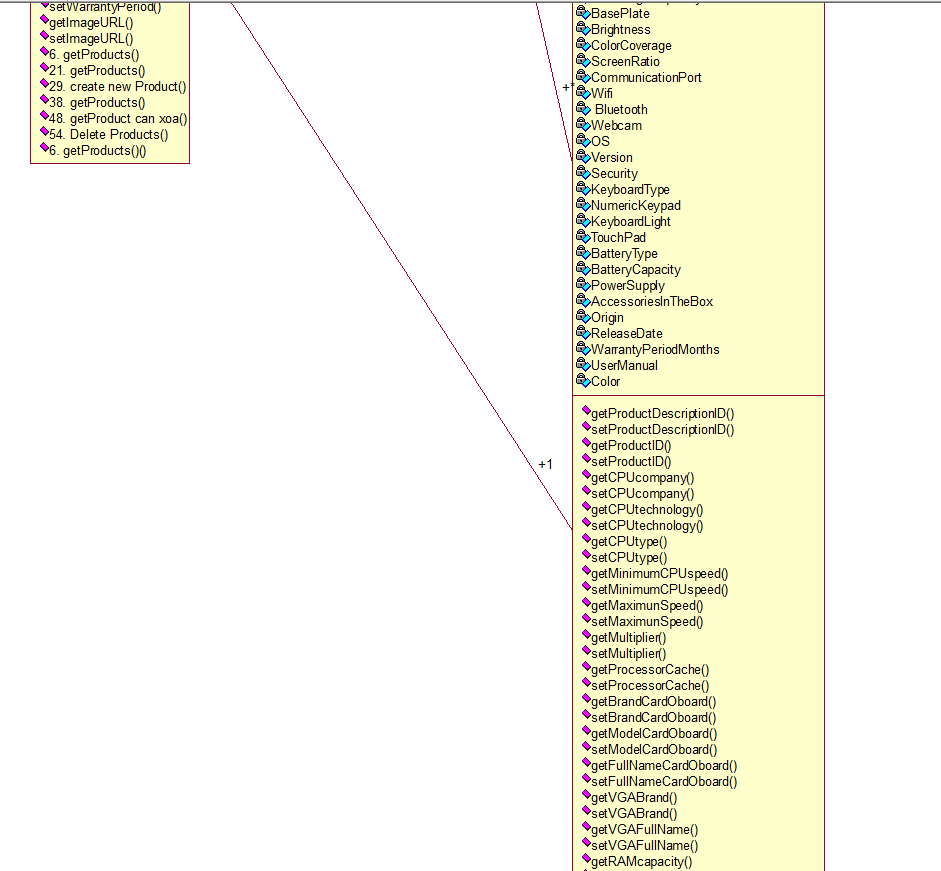 setWarrantyPeriod()
getImageURL()
setImageURL()
6. getProducts()
21. getProducts()
29. create new Product()
38. getProducts()
48. getProduct can xoa()
54. Delete Products()
6. getProducts()()
+*
+1
BasePlate
Brightness
ColorCoverage
ScreenRatio
CommunicationPort
Wifi
Bluetooth
Webcam
OS
Version
Security
KeyboardType
NumericKeypad
KeyboardLight
TouchPad
BatteryType
BatteryCapacity
PowerSupply
AccessoriesInTheBox
Origin
ReleaseDate
WarrantyPeriodMonths
UserManual
Color
getProductDescriptionID()
setProductDescriptionID()
getProductID()
setProductID()
getCPUcompany()
setCPUcompany()
getCPUtechnology()
setCPUtechnology()
getCPUtype()
setCPUtype()
getMinimumCPUspeed()
setMinimumCPUspeed()
getMaximunSpeed()
setMaximunSpeed()
getMultiplier()
setMultiplier()
getProcessorCache()
setProcessorCache()
getBrandCardOboard()
setBrandCardOboard()
getModelCardOboard()
setModelCardOboard()
getFullNameCardOboard()
setFullNameCardOboard()
getVGABrand()
setVGABrand()
getVGAFullName()
setVGAFullName()
getRAMcapacity()